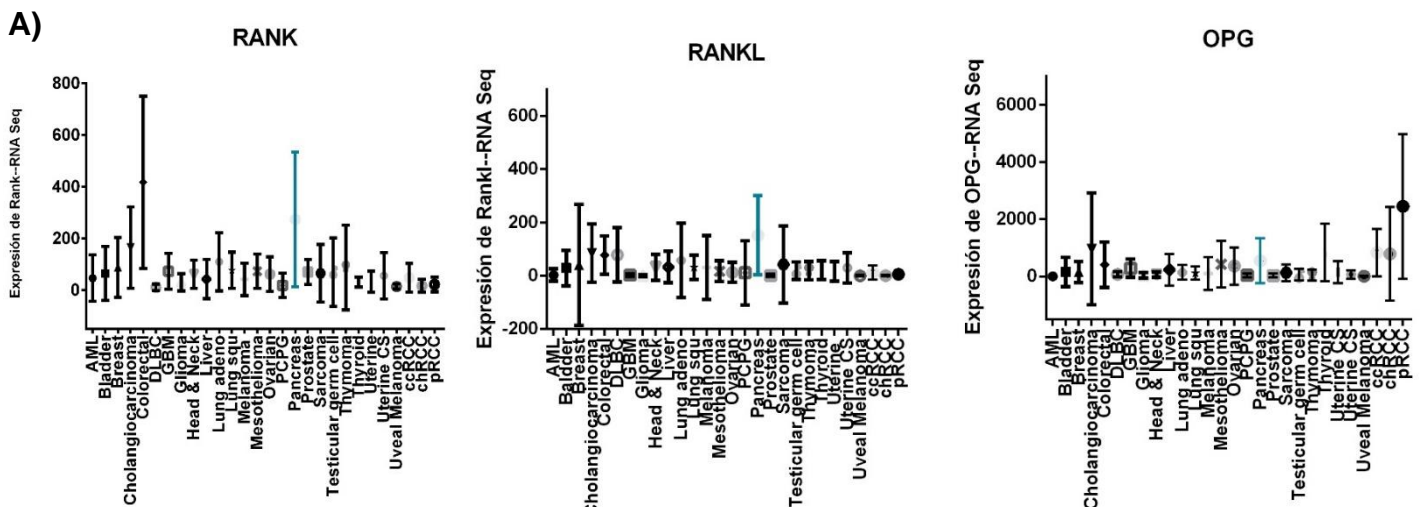 A)
RANK
Expresión de Rank--RNA Seq
800
600
400
200
0
AML
Bladder
Breast
Cholangiocarcinoma
Colorectal
DLBC
GBM
Glioma
Head & Neck
Liver
Lung adeno
Lung squ
Melanoma
Mesothelioma
Ovarian
PCPG
Pancreas
Prostate
Sarcoma
Testicular germ cell
Thymoma
Thyroid
Uterine
Uterine CS
Uveal Melanoma
ccRCC
chRCC
pRCC
RANKL
Expresión de Rankl--RNA Seq
600
400
200
0
-200
AML
Balder
Breast
Cholangiocarcinoma
Colorectal
DLBC
GBM
Glioma
Head & Neck
Liver
Lung adeno
Lung squ
Melanoma
Mesothelioma
Ovarian
PCPG
Pancreas
Prostate
Sarcoma
Testicular germ cell
Thymoma
Thyroid
Uterine
Uterine CS
Uveal Melanoma
ccRCC
chRCC
pRCC
OPG
Expresión de OPG--RNA Seq
6000
4000
2000
0
AML
Bladder
Breast
Cholangiocarcinoma
Colorectal
DLBC
GBM
Glioma
Head & Neck
Liver
Lung adeno
Lung squ
Melanoma
Mesothelioma
Ovarian
PCPG
Pancreas
Prostate
Sarcoma
Testicular germ cell
Thymoma
Thyroid
Uterine CS
Uterine CS
Uveal Melanoma
ccRCC
chRCC
pRCC